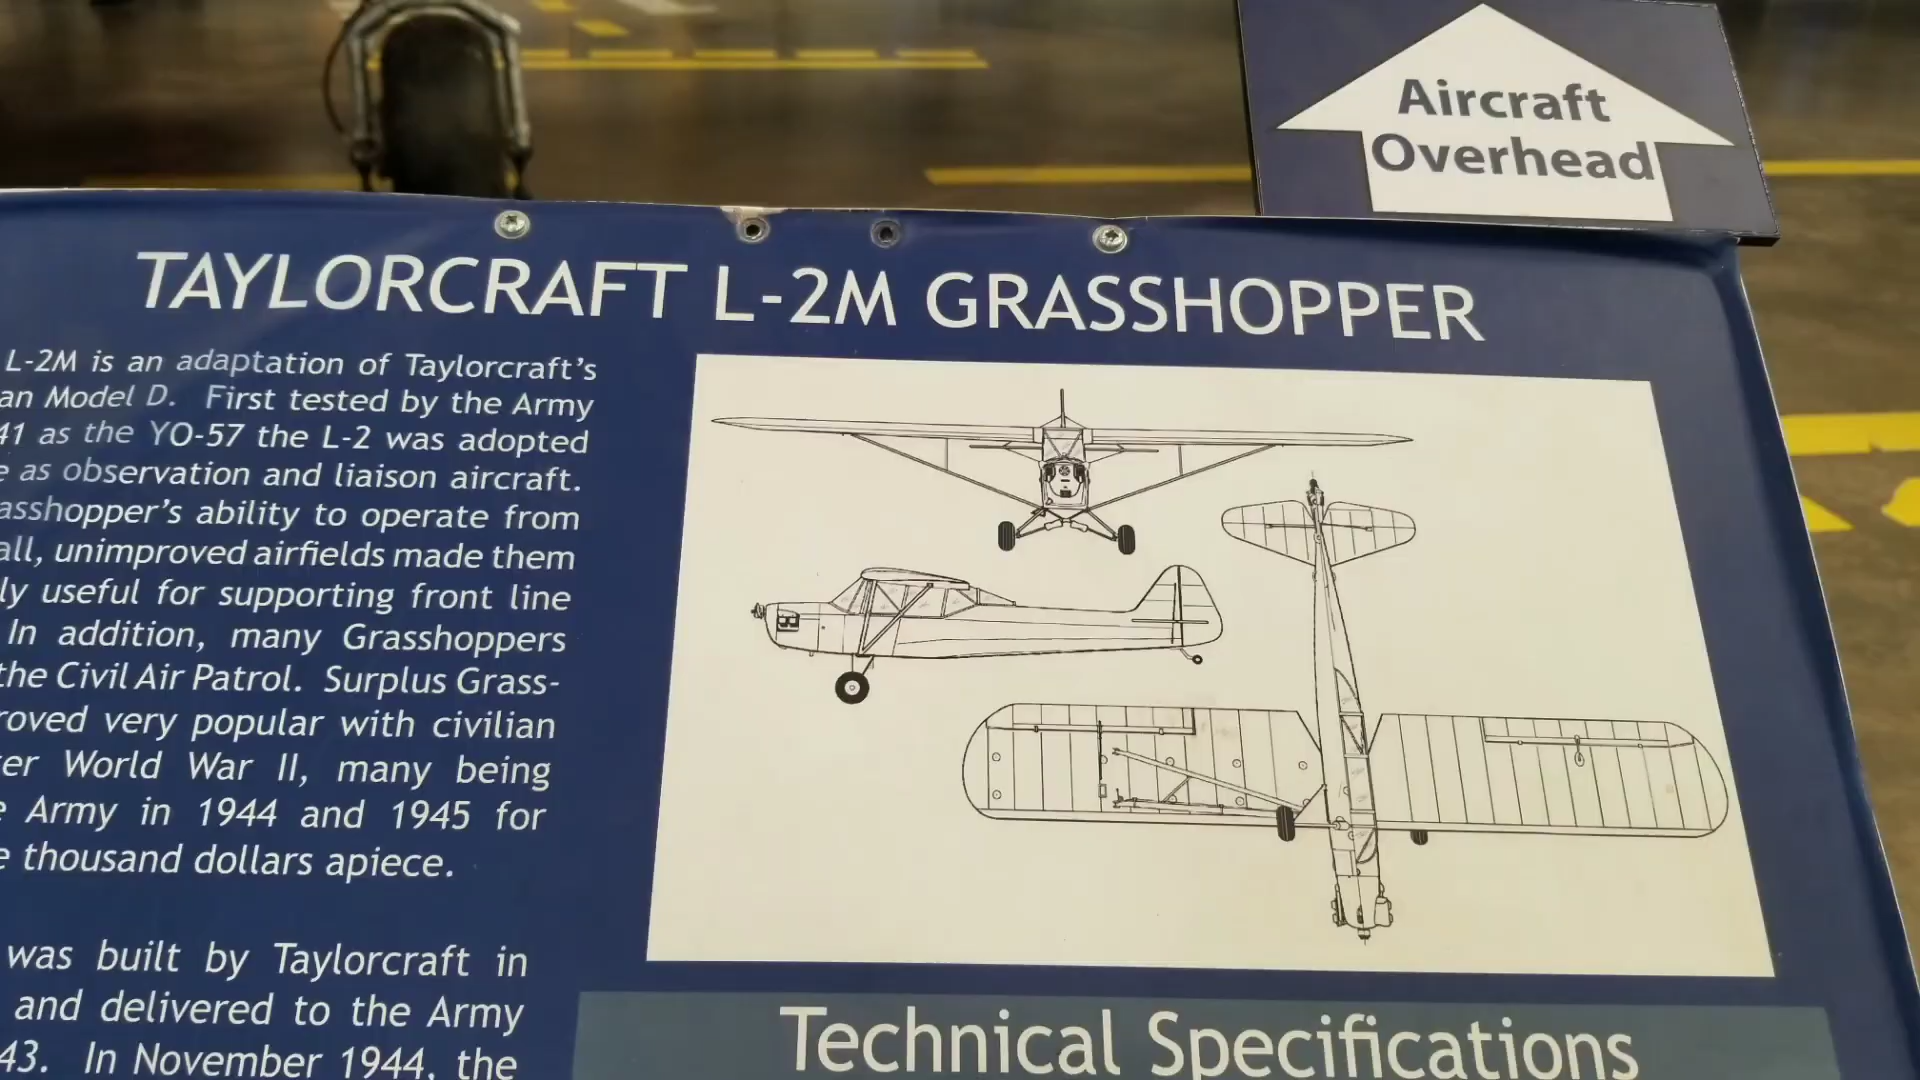 Aircraft
Overhead
TAYLORCRAFT L-2M GRASSHOPPER
L-2M is an adaptation of Taylorcraft's
an Model D. First tested by the Army
41 as the YO-57 the L-2 was adopted
as observation and liaison aircraft.
asshopper's ability to operate from
all, unimproved airfields made them
ly useful for supporting front line
In addition, many Grasshoppers
the Civil Air Patrol. Surplus Grass-
roved very popular with civilian
er World War II, many being
Army in 1944 and 1945 for
thousand dollars apiece.
was built by Taylorcraft in
and delivered to the Army
43. In November 1944, the
Technical Specifications